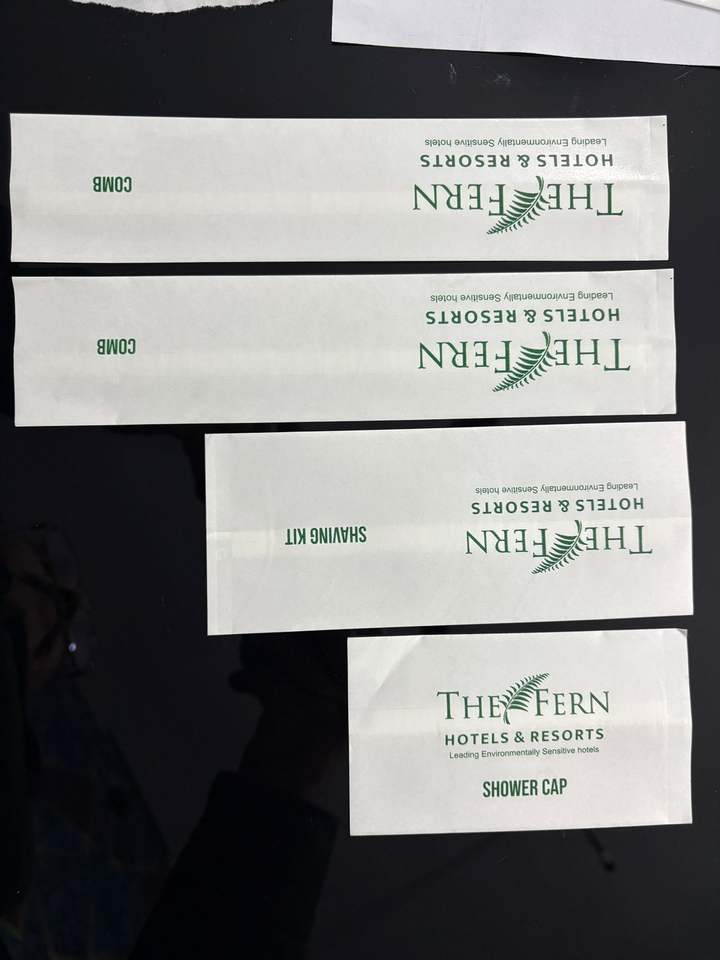 THE FERN
HOTELS & RESORTS
Leading Environmentally Sensitive hotels
COMB
THE FERN
HOTELS & RESORTS
Leading Environmentally Sensitive hotels
COMB
THE FERN
HOTELS & RESORTS
Leading Environmentally Sensitive hotels
SHAVING KIT
THE FERN
HOTELS & RESORTS
Leading Environmentally Sensitive hotels
SHOWER CAP